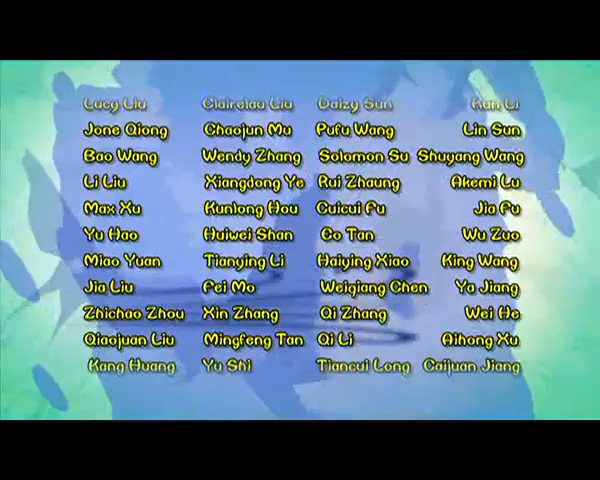 Lucy Liu Clairelau Liu Daizy Sun Kun Li
Jone Qiong Chaojun Mu Pufu Wang Lin Sun
Bao Wang Wendy Zhang Solomon Su Shuyang Wang
Li Liu Xiangdong Ye Rui Zhaung Akemi Lu
Max Xu Kunlong Hou Cuicui Fu Jia Fu
Yu Hao Huiwei Shan Co Tan Wu Zuo
Miao Yuan Tianying Li Haiying Xiao King Wang
Jia Liu Fei Mo Weiqiang Chen Ya Jiang
Zhichao Zhou Xin Zhang Qi Zhang Wei He
Qiaojuan Liu Mingfeng Tan Qi Li Aihong Xu
Kang Huang Yu Shi Tiancui Long Caijuan Jiang